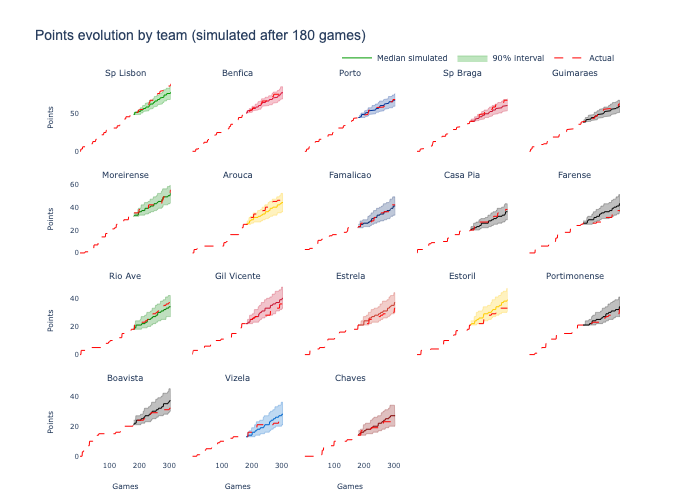 Points evolution by team (simulated after 180 games)
Median simulated 90% interval Actual
Sp Lisbon Benfica Porto Sp Braga Guimaraes
Points
50
0
Moreirense Arouca Famalicao Casa Pia Farense
Points
60
40
20
0
Rio Ave Gil Vicente Estrela Estoril Portimonense
Points
40
20
0
Boavista Vizela Chaves
Points
40
20
0
100 200 300 100 200 300 100 200 300
Games Games Games